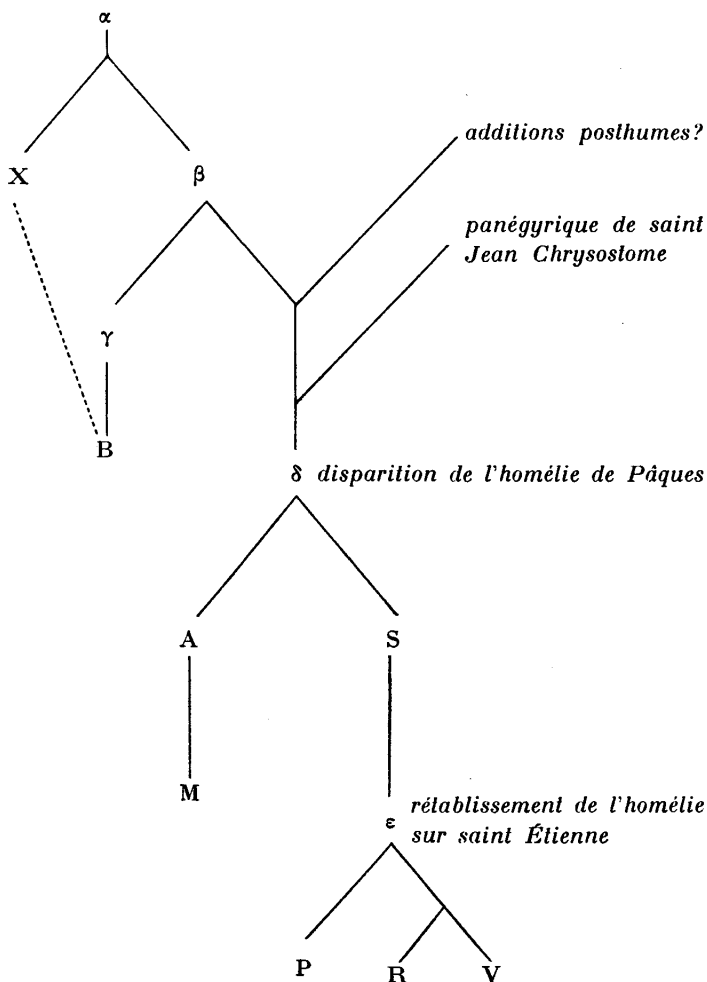 α
additions posthumes?
X
β
panégyrique de saint
Jean Chrysostome
γ
B
δ disparition de l'homélie de Pâques
A
S
M
ε
rétablissement de l'homélie
sur saint Étienne
P
R
V